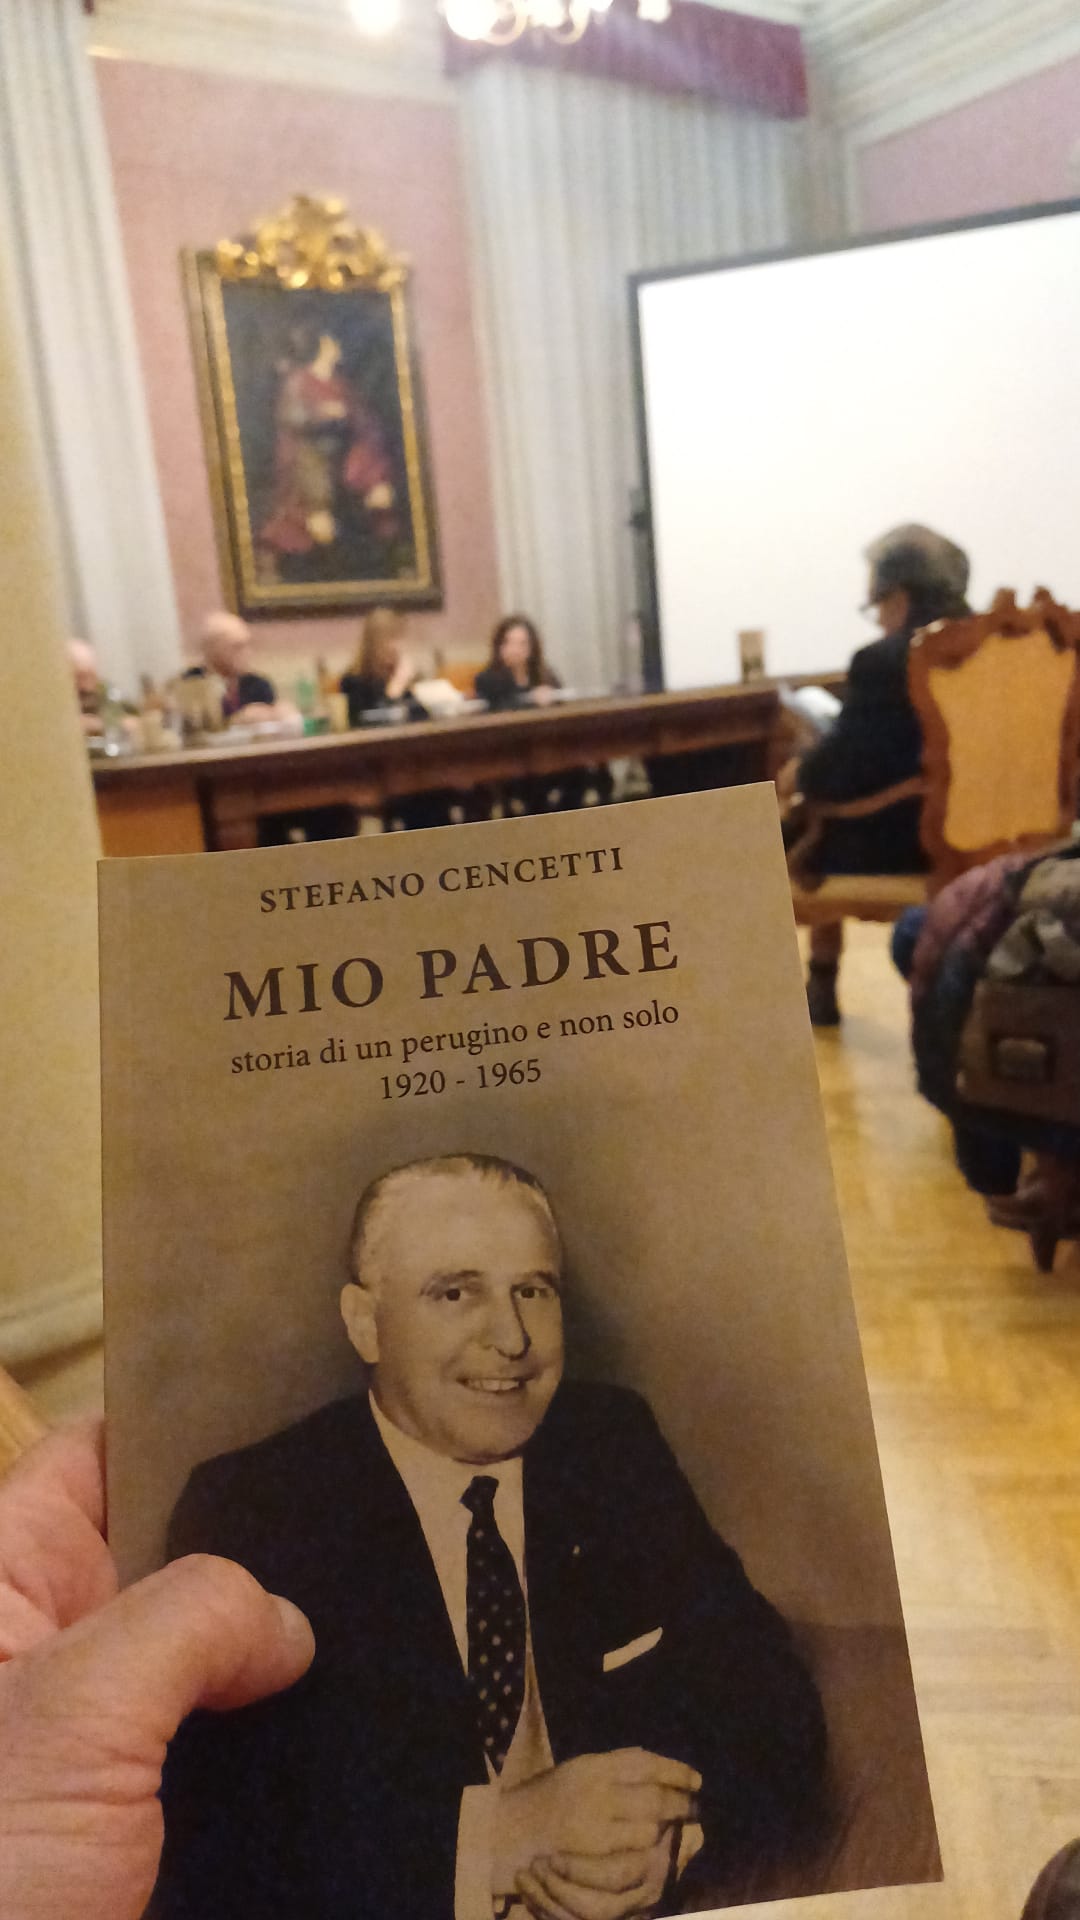 STEFANO CENCETTI
MIO PADRE
storia di un perugino e non solo
1920 - 1965